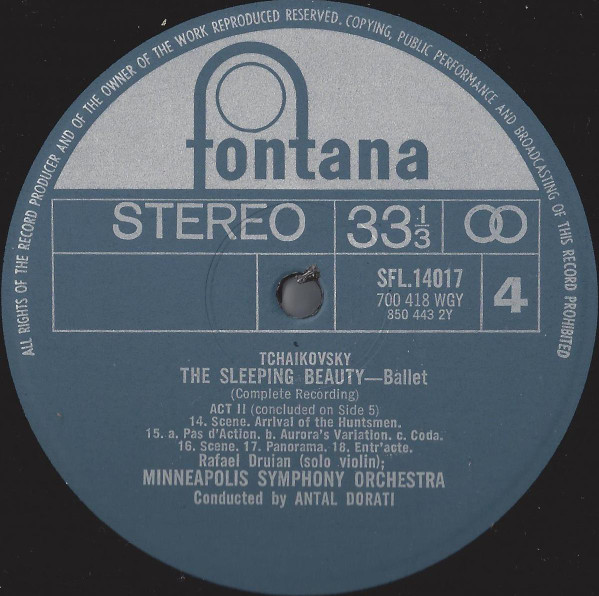 ALL RIGHTS OF THE RECORD PRODUCER AND OF THE OWNER OF THE WORK REPRODUCED RESERVED. COPYING, PUBLIC PERFORMANCE AND BROADCASTING OF THIS RECORD PROHIBITED
fontana
STEREO 33 1/3
SFL.14017
700 418 WGY
850 443 2Y
4
TCHAIKOVSKY
THE SLEEPING BEAUTY—Ballet
(Complete Recording)
ACT II (concluded on Side 5)
14. Scene. Arrival of the Huntsmen.
15. a. Pas d'Action. b. Aurora's Variation. c. Coda.
16. Scene. 17. Panorama. 18. Entr'acte.
Rafael Druian (solo violin);
MINNEAPOLIS SYMPHONY ORCHESTRA
Conducted by ANTAL DORATI